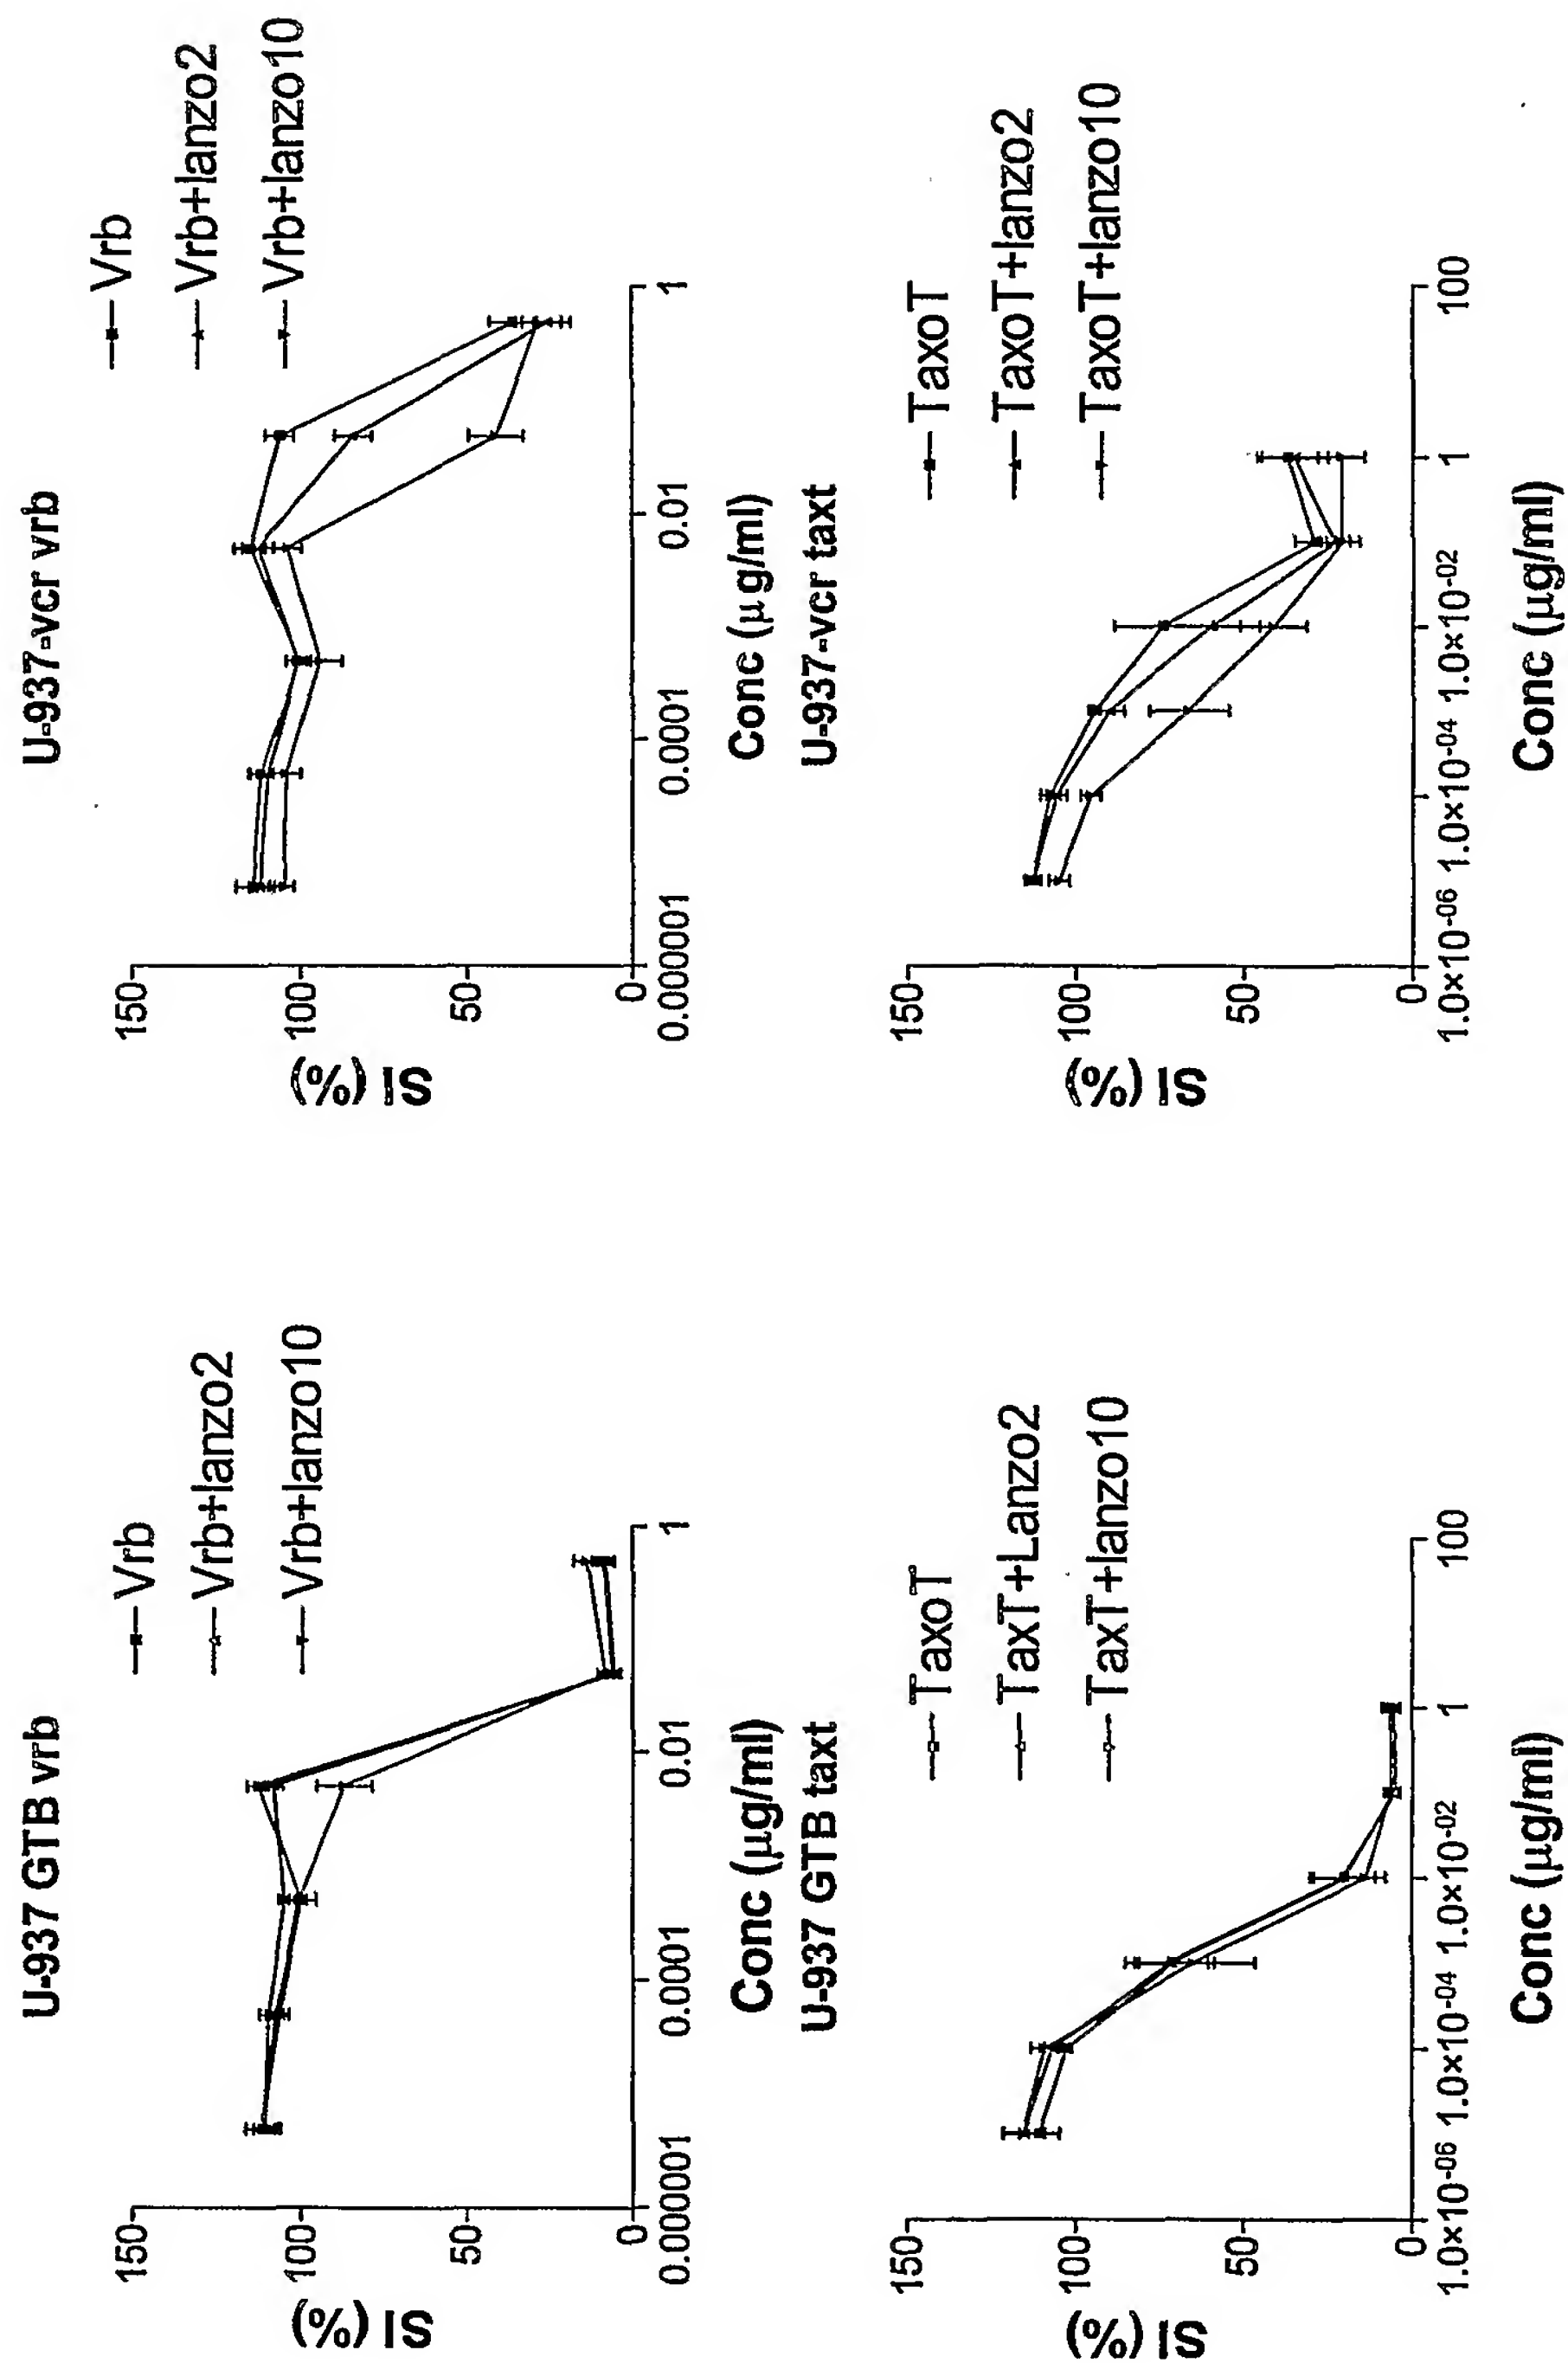 U-937 GTB vrb
Vrb
Vrb+lanzo2
Vrb+lanzo10
SI (%)
150
100
50
0
0.000001
0.0001
0.01
1
Conc (μg/ml)
U-937-vcr vrb
Vrb
Vrb+lanzo2
Vrb+lanzo10
SI (%)
150
100
50
0
0.000001
0.0001
0.01
1
Conc (μg/ml)
U-937 GTB taxt
TaxoT
TaxT+Lanzo2
TaxT+lanzo10
SI (%)
150
100
50
0
1.0×10-06
1.0×10-04
1.0×10-02
1
100
Conc (μg/ml)
U-937-vcr taxt
TaxoT
TaxoT+lanzo2
TaxoT+lanzo10
SI (%)
150
100
50
0
1.0×10-06
1.0×10-04
1.0×10-02
1
100
Conc (μg/ml)